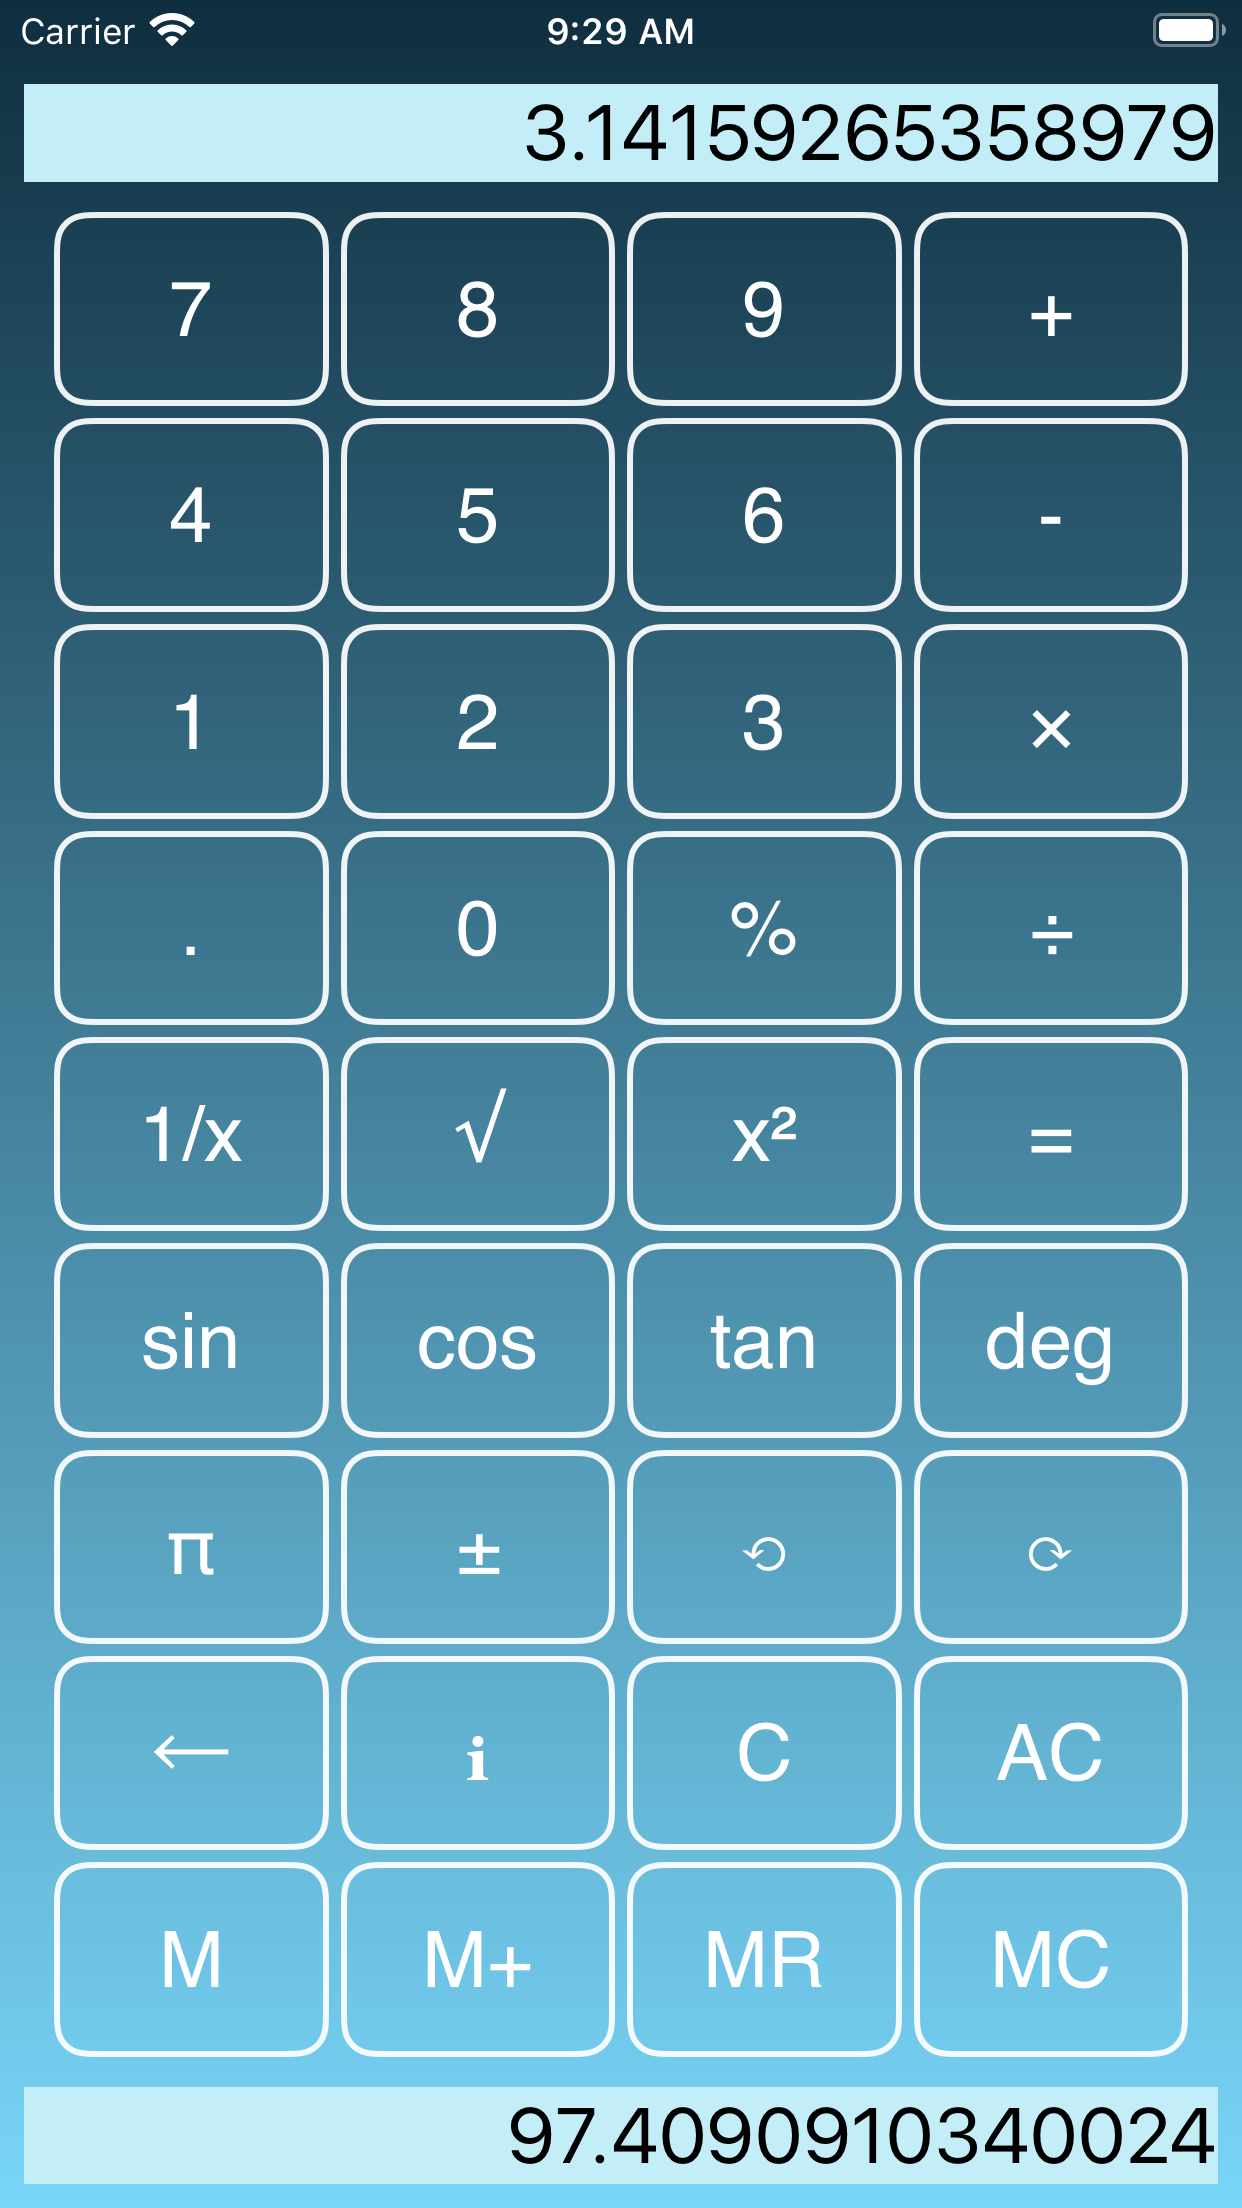 Carrier 9:29 AM
3.14159265358979
7 8 9 +
4 5 6 -
1 2 3 ×
. 0 % ÷
1/x √ x² =
sin cos tan deg
π ± ⟲ ⟳
← i C AC
M M+ MR MC
97.4090910340024